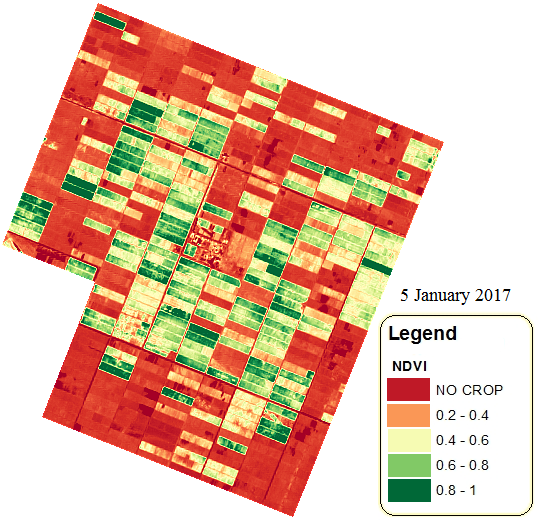 5 January 2017
Legend
NDVI
NO CROP
0.2 - 0.4
0.4 - 0.6
0.6 - 0.8
0.8 - 1